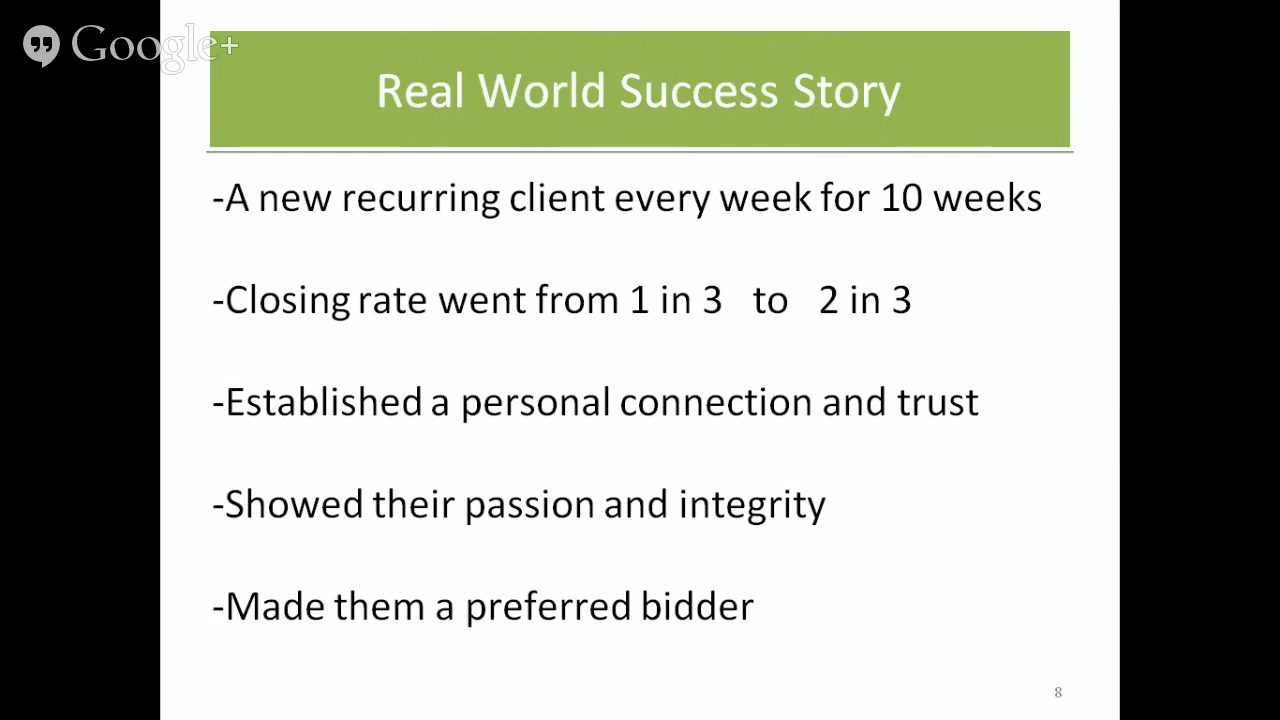 Google+
Real World Success Story
-A new recurring client every week for 10 weeks
-Closing rate went from 1 in 3 to 2 in 3
-Established a personal connection and trust
-Showed their passion and integrity
-Made them a preferred bidder
8